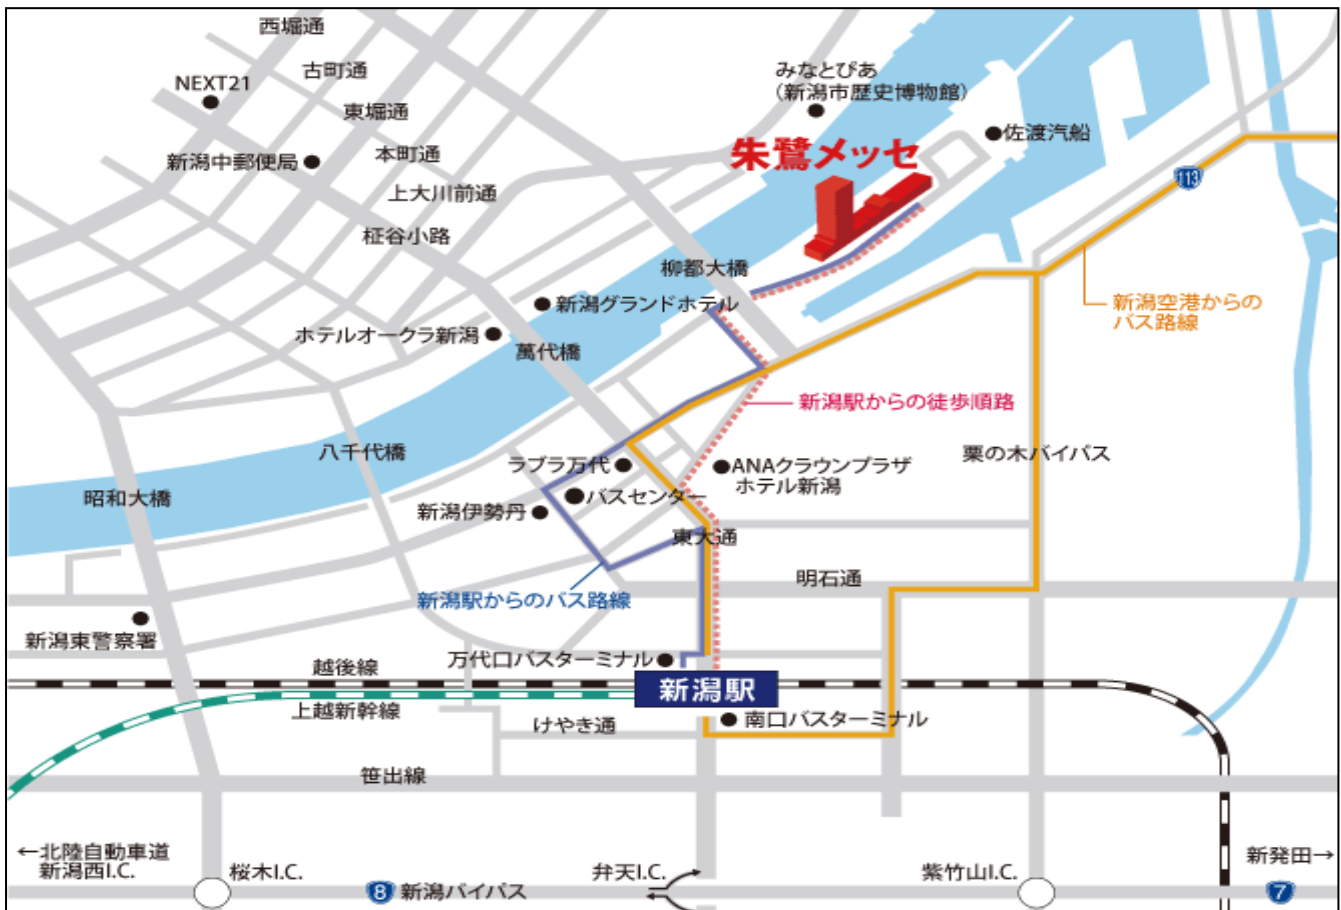 西堀通
古町通
NEXT21
東堀通
みなとぴあ
(新潟市歴史博物館)
佐渡汽船
本町通
新潟中郵便局
朱鷺メッセ
上大川前通
113
柾谷小路
柳都大橋
新潟グランドホテル
新潟空港からの
バス路線
ホテルオークラ新潟
萬代橋
新潟駅からの徒歩順路
八千代橋
栗の木バイパス
ラブラ万代
ANAクラウンプラザ
ホテル新潟
昭和大橋
バスセンター
新潟伊勢丹
東大通
明石通
新潟駅からのバス路線
新潟東警察署
万代口バスターミナル
越後線
新潟駅
上越新幹線
けやき通
南口バスターミナル
笹出線
←北陸自動車道
新潟西I.C.
桜木I.C.
弁天I.C.
紫竹山I.C.
新発田→
8
新潟バイパス
7